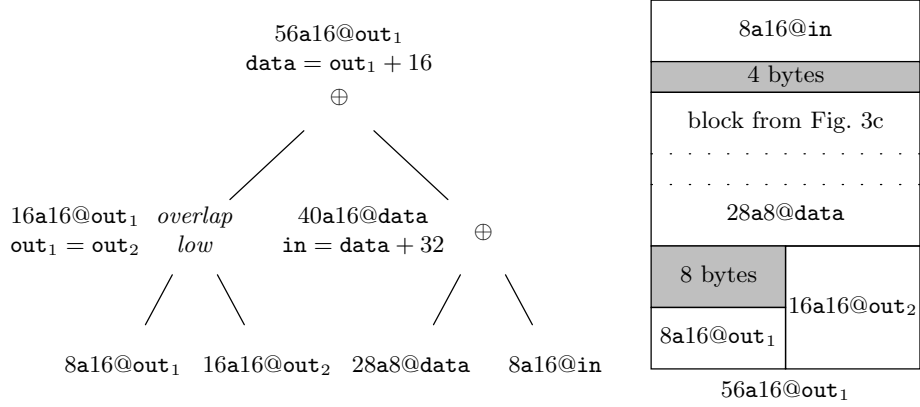 56a16@out₁
data = out₁ + 16
⊕
16a16@out₁ overlap
out₁ = out₂ low
40a16@data
in = data + 32 ⊕
8a16@out₁ 16a16@out₂ 28a8@data 8a16@in
8a16@in
4 bytes
block from Fig. 3c
28a8@data
8 bytes
16a16@out₂
8a16@out₁
56a16@out₁